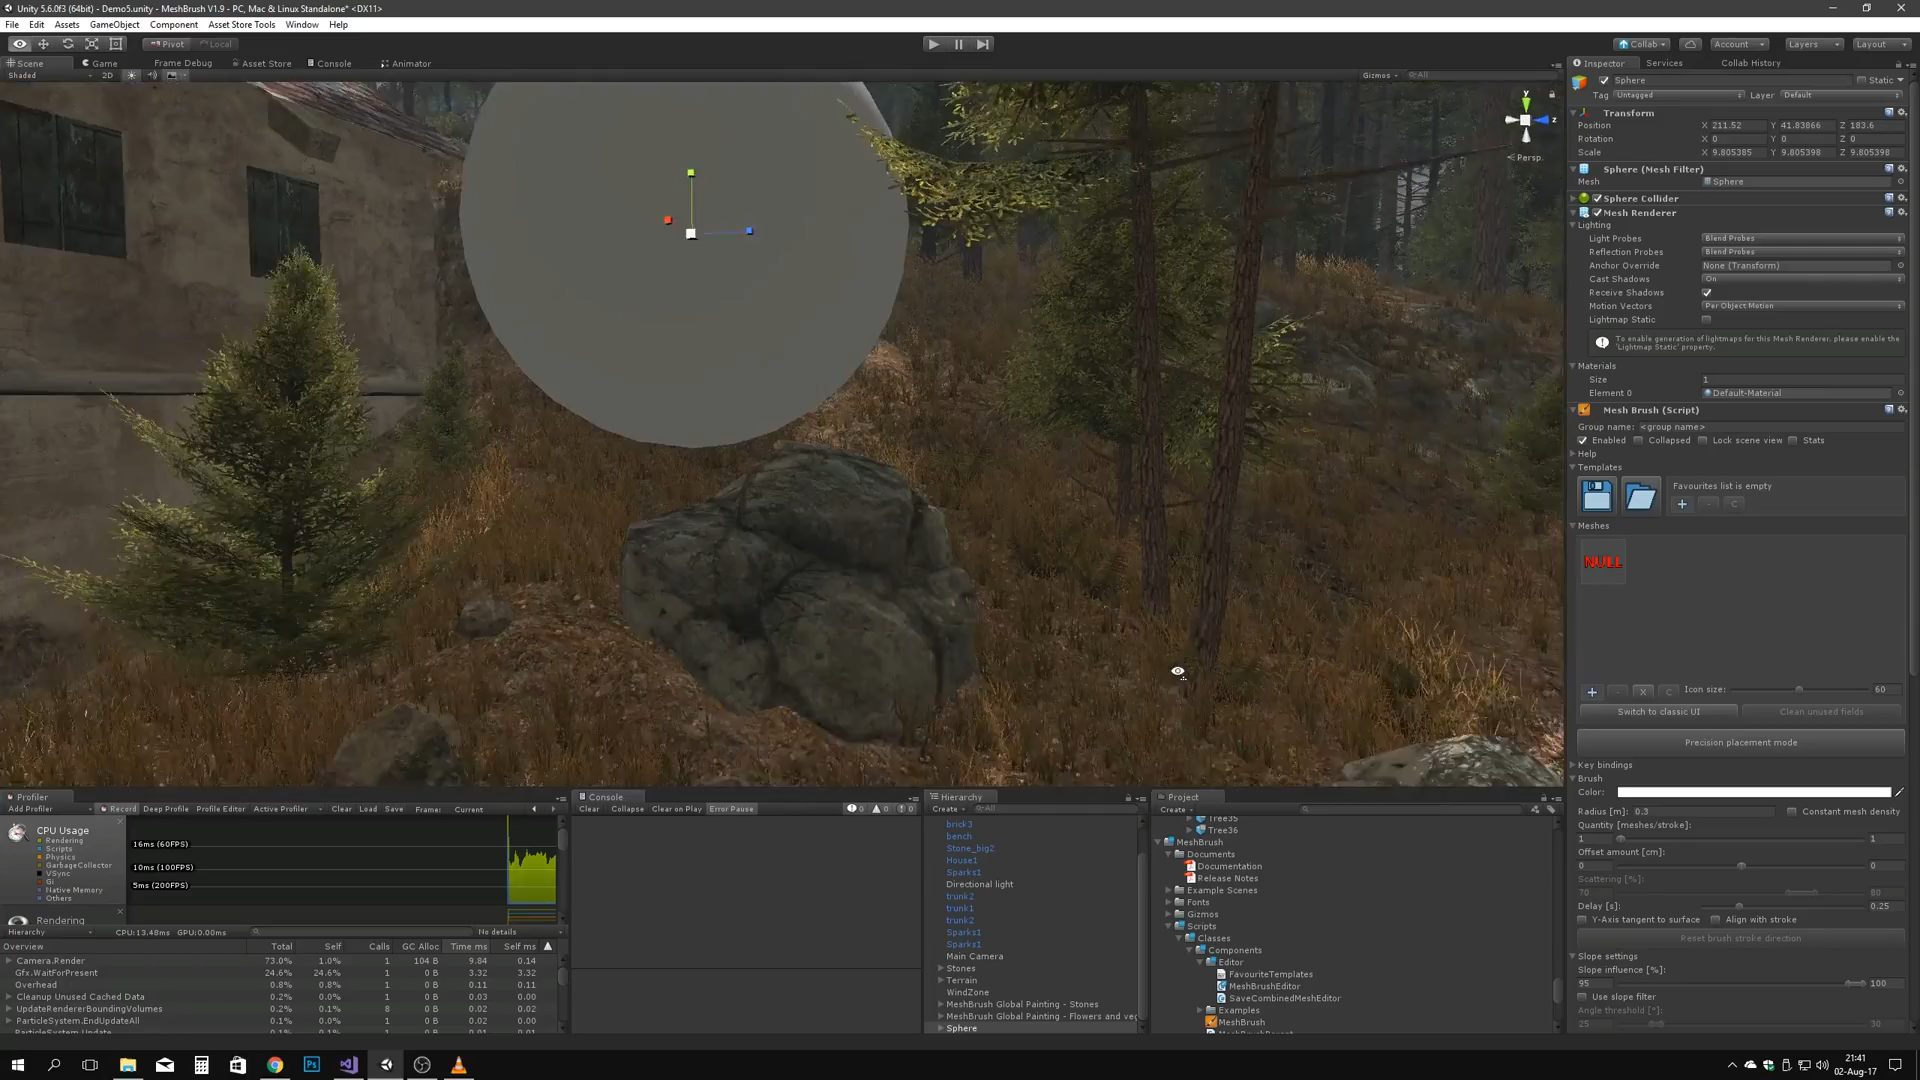 Unity 5.6.0f3 (64bit) - Demo5.unity - MeshBrush V1.9 - PC, Mac & Linux Standalone* <DX11>
File Edit Assets GameObject Component Asset Store Tools Window Help
Pivot Local Collab Account Layers Layout
Scene Game Frame Debug Asset Store Console Animator
Shaded 2D Gizmos All
y
z
Persp
Inspector Services Collab History
Sphere Static
Tag Untagged Layer Default
Transform
Position X 211.52 Y 41.83866 Z 183.6
Rotation X 0 Y 0 Z 0
Scale X 9.805385 Y 9.805398 Z 9.805398
Sphere (Mesh Filter)
Mesh Sphere
Sphere Collider
Mesh Renderer
Lighting
Light Probes Blend Probes
Reflection Probes Blend Probes
Anchor Override None (Transform)
Cast Shadows On
Receive Shadows
Motion Vectors Per Object Motion
Lightmap Static
To enable generation of lightmaps for this Mesh Renderer, please enable the
'Lightmap Static' property.
Materials
Size 1
Element 0 Default-Material
Mesh Brush (Script)
Group name: <group name>
Enabled Collapsed Lock scene view Stats
Help
Templates
Favourites list is empty
+ - C
Meshes
NULL
+ - X C Icon size: 60
Switch to classic UI Clean unused fields
Precision placement mode
Key bindings
Brush
Color:
Radius [m]: 0.3 Constant mesh density
Quantity [meshes/stroke]:
1 1
Offset amount [cm]:
0 0
Scattering [%]:
70 80
Delay [s]: 0.25
Y-Axis tangent to surface Align with stroke
Reset brush stroke direction
Slope settings
Slope influence [%]:
95 100
Use slope filter
Angle threshold [°]:
25 30
Profiler
Add Profiler Record Deep Profile Profile Editor Active Profiler Clear Load Save Frame: Current
CPU Usage
Rendering
Scripts
Physics
GarbageCollector
VSync
Gi
Native Memory
Others
16ms (60FPS)
10ms (100FPS)
5ms (200FPS)
Rendering
Hierarchy CPU:13.48ms GPU:0.00ms No details
Overview Total Self Calls GC Alloc Time ms Self ms
Camera.Render 73.0% 1.0% 1 104 B 9.84 0.14
Gfx.WaitForPresent 24.6% 24.6% 1 0 B 3.32 3.32
Overhead 0.8% 0.8% 1 0 B 0.11 0.11
Cleanup Unused Cached Data 0.2% 0.2% 1 0 B 0.03 0.00
UpdateRendererBoundingVolumes 0.2% 0.1% 8 0 B 0.02 0.02
ParticleSystem.EndUpdateAll 0.1% 0.1% 1 0 B 0.02 0.02
Console
Clear Collapse Clear on Play Error Pause 0 0 0
Hierarchy
Create All
brick3
bench
Stone_big2
House1
Sparks1
Directional light
trunk2
trunk1
trunk2
Sparks1
Sparks1
Main Camera
Stones
Terrain
WindZone
MeshBrush Global Painting - Stones
MeshBrush Global Painting - Flowers and veg
Sphere
Project
Create
Tree35
Tree36
MeshBrush
Documents
Documentation
Release Notes
Example Scenes
Fonts
Gizmos
Scripts
Classes
Components
Editor
FavouriteTemplates
MeshBrushEditor
SaveCombinedMeshEditor
Examples
MeshBrush
MeshBrushParent
21:41
02-Aug-17